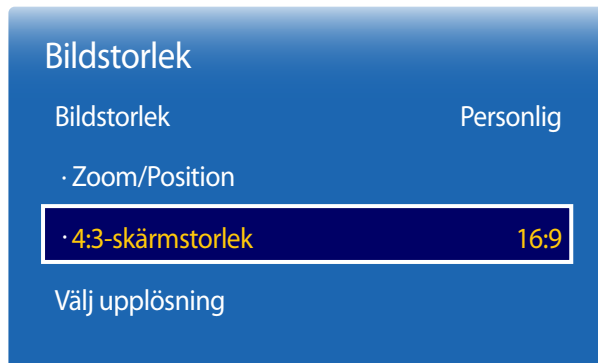 Bildstorlek
Bildstorlek Personlig
· Zoom/Position
· 4:3-skärmstorlek 16:9
Välj upplösning